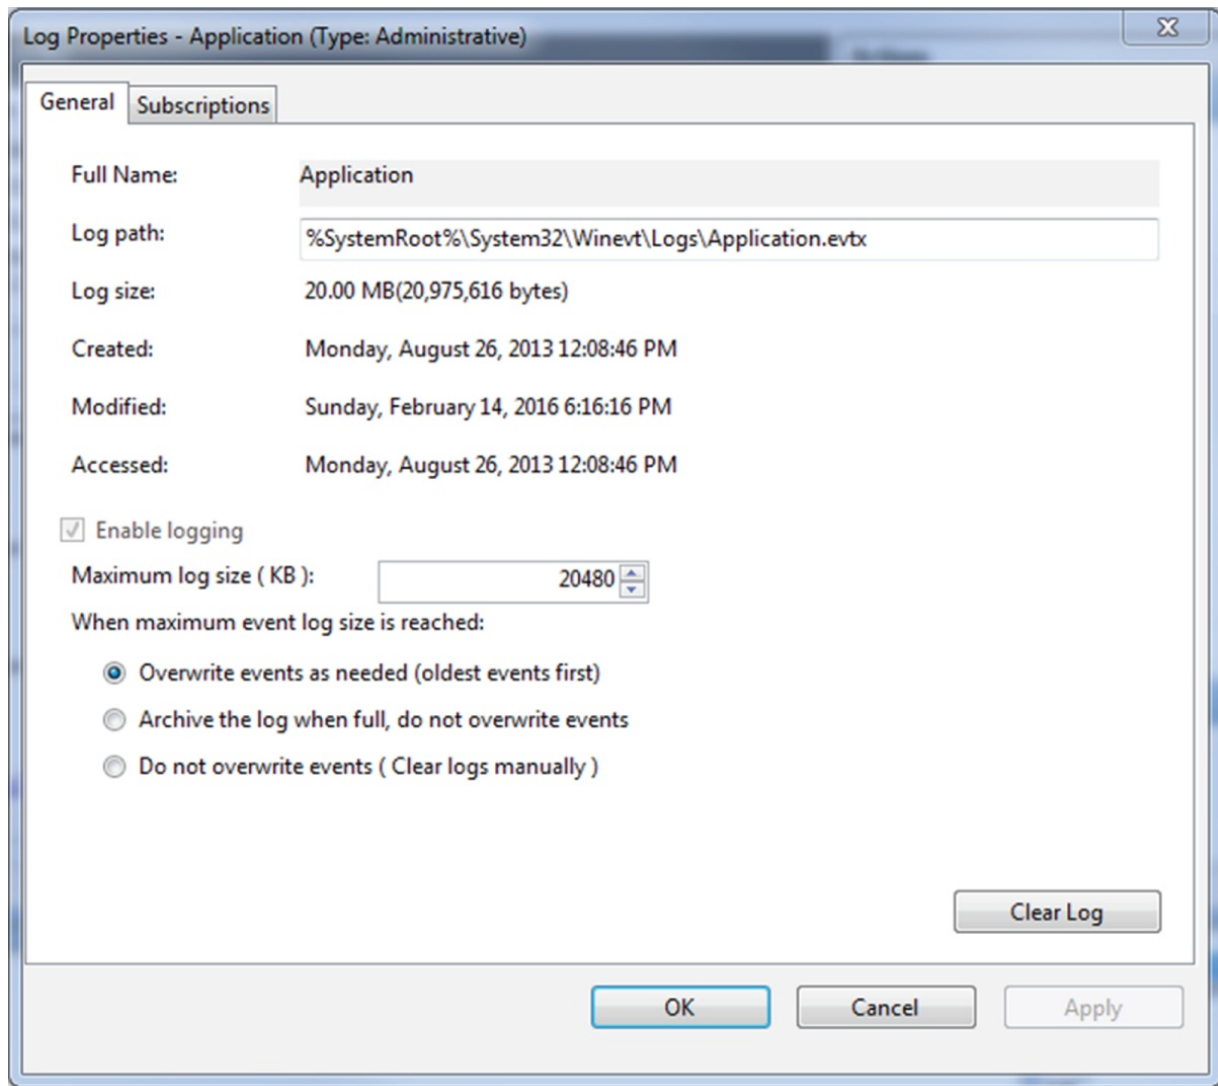 Log Properties - Application (Type: Administrative)
General
Subscriptions
Full Name: Application
Log path: %SystemRoot%\System32\Winevt\Logs\Application.evtx
Log size: 20.00 MB(20,975,616 bytes)
Created: Monday, August 26, 2013 12:08:46 PM
Modified: Sunday, February 14, 2016 6:16:16 PM
Accessed: Monday, August 26, 2013 12:08:46 PM
Enable logging
Maximum log size ( KB ): 20480
When maximum event log size is reached:
Overwrite events as needed (oldest events first)
Archive the log when full, do not overwrite events
Do not overwrite events ( Clear logs manually )
Clear Log
OK Cancel Apply